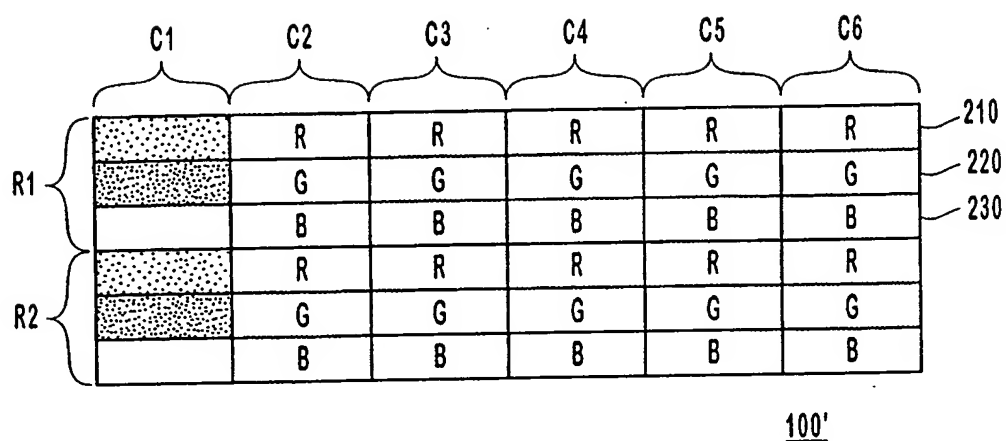 C1 C2 C3 C4 C5 C6
R R R R R 210
R1 G G G G G 220
B B B B B 230
R R R R R
R2 G G G G G
B B B B B
100'